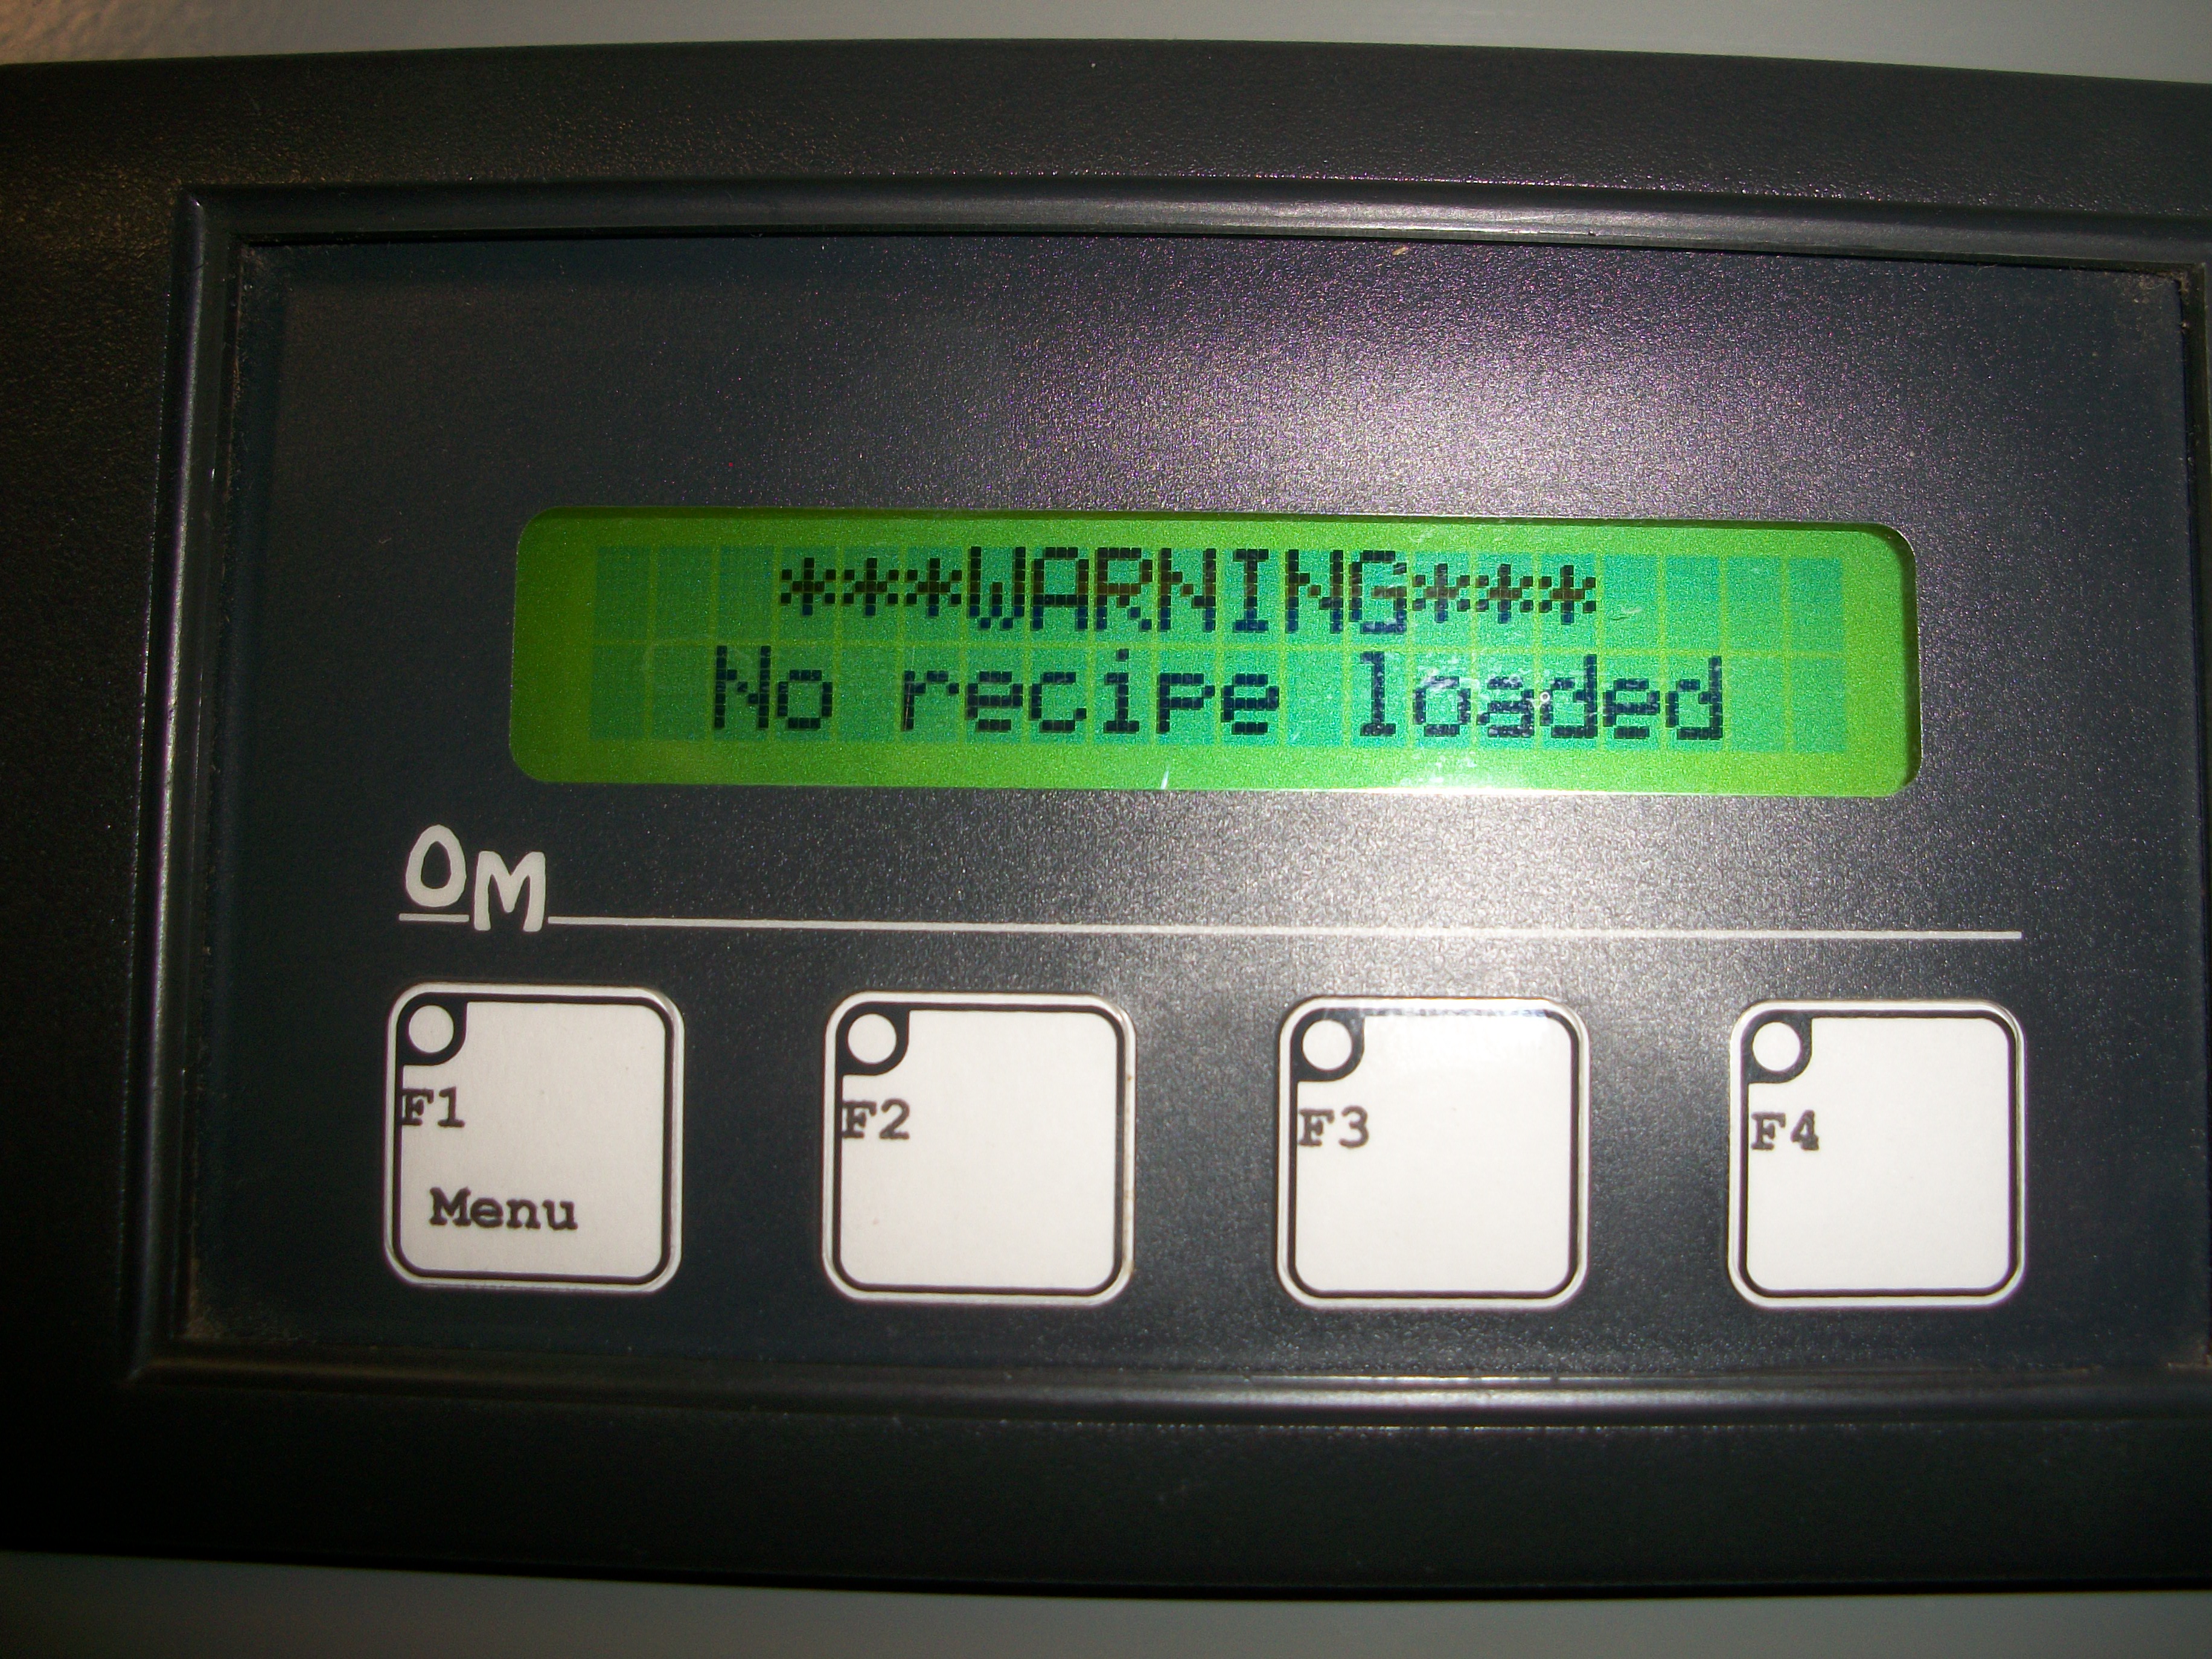 ***WARNING***
No recipe loaded
OM
F1
Menu
F2
F3
F4